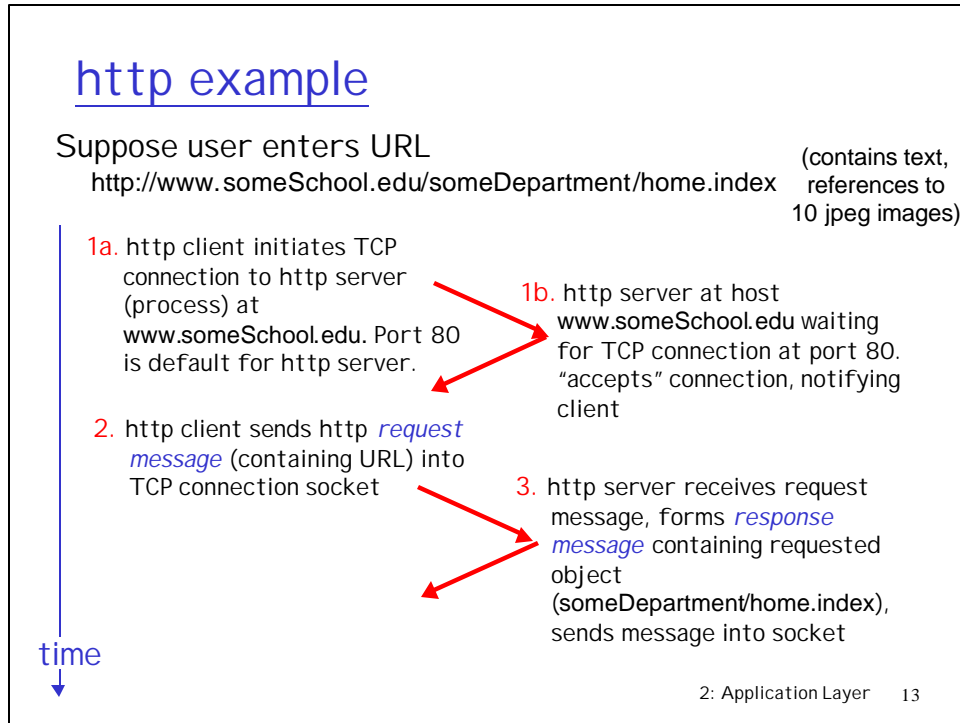 http example
Suppose user enters URL
http://www.someSchool.edu/someDepartment/home.index
(contains text,
references to
10 jpeg images)
1a. http client initiates TCP
connection to http server
(process) at
www.someSchool.edu. Port 80
is default for http server.
1b. http server at host
www.someSchool.edu waiting
for TCP connection at port 80.
“accepts” connection, notifying
client
2. http client sends http request
message (containing URL) into
TCP connection socket
3. http server receives request
message, forms response
message containing requested
object
(someDepartment/home.index),
sends message into socket
time
2: Application Layer 13